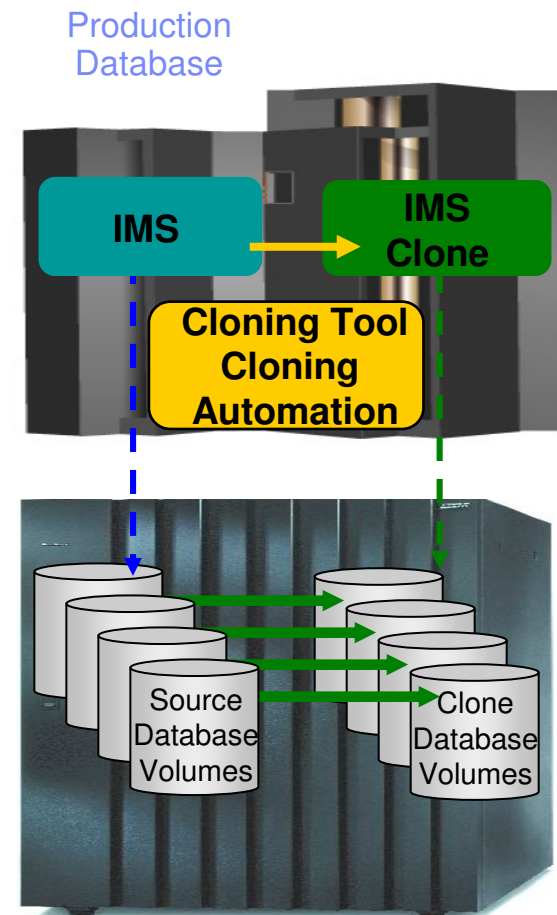 Production
Database
IMS
IMS
Clone
Cloning Tool
Cloning
Automation
Source
Database
Volumes
Clone
Database
Volumes